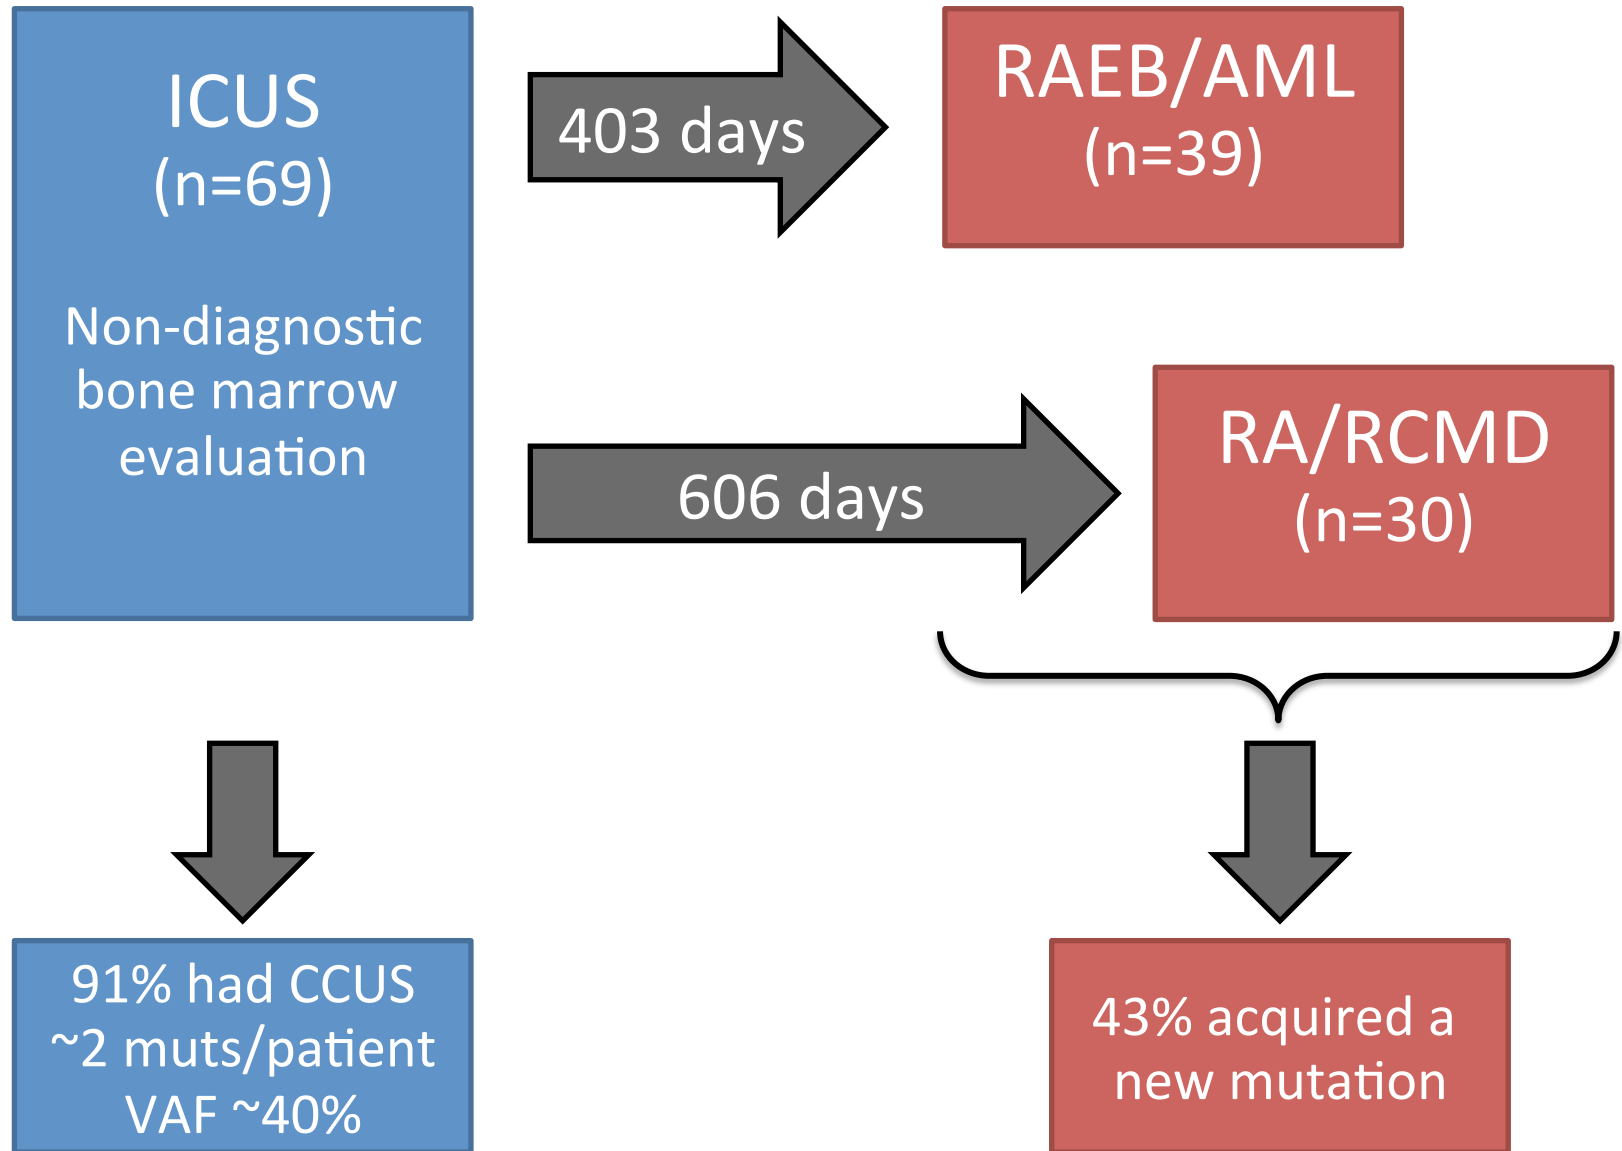 ICUS
(n=69)
Non-diagnostic
bone marrow
evaluation
403 days
RAEB/AML
(n=39)
606 days
RA/RCMD
(n=30)
91% had CCUS
~2 muts/patient
VAF ~40%
43% acquired a
new mutation